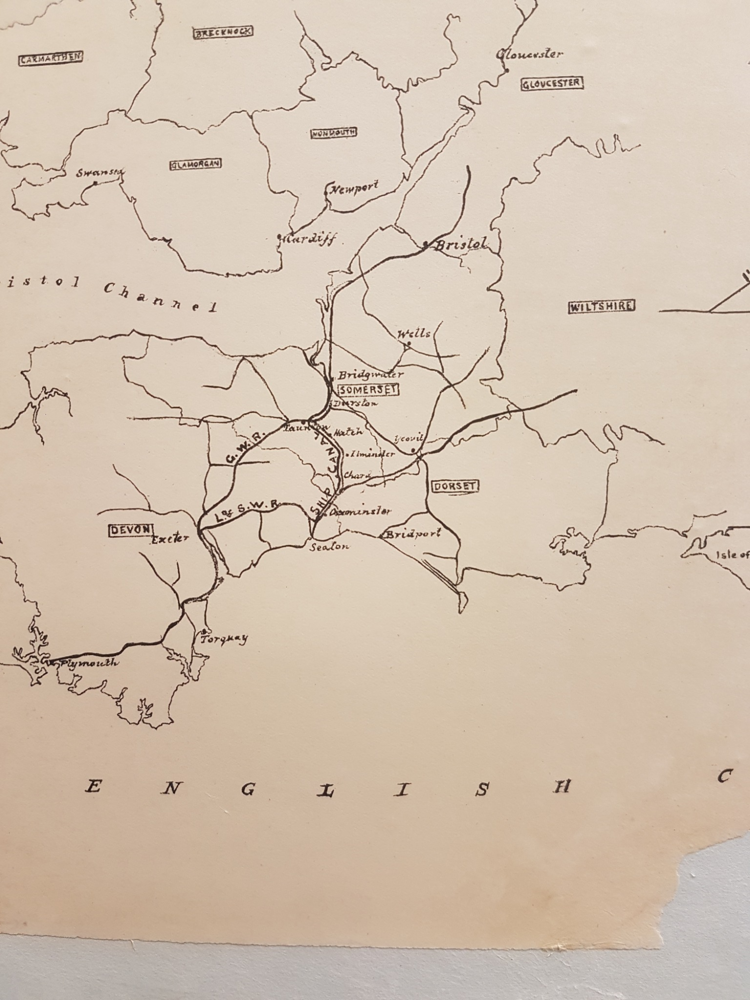 BRECKNOCK
CARMARTHEN
Gloucester
GLOUCESTER
MONMOUTH
GLAMORGAN
Swansea
Newport
Cardiff
Bristol
istol Channel
WILTSHIRE
Wells
Bridgwater
SOMERSET
Durston
Taunton
Hatch
Yeovil
G.W.R.
Ilminster
SHIP CANAL
Chard
DORSET
L. & S.W.R.
Axminster
DEVON
Exeter
Bridport
Seaton
Isle of
Torquay
Plymouth
ENGLISH C